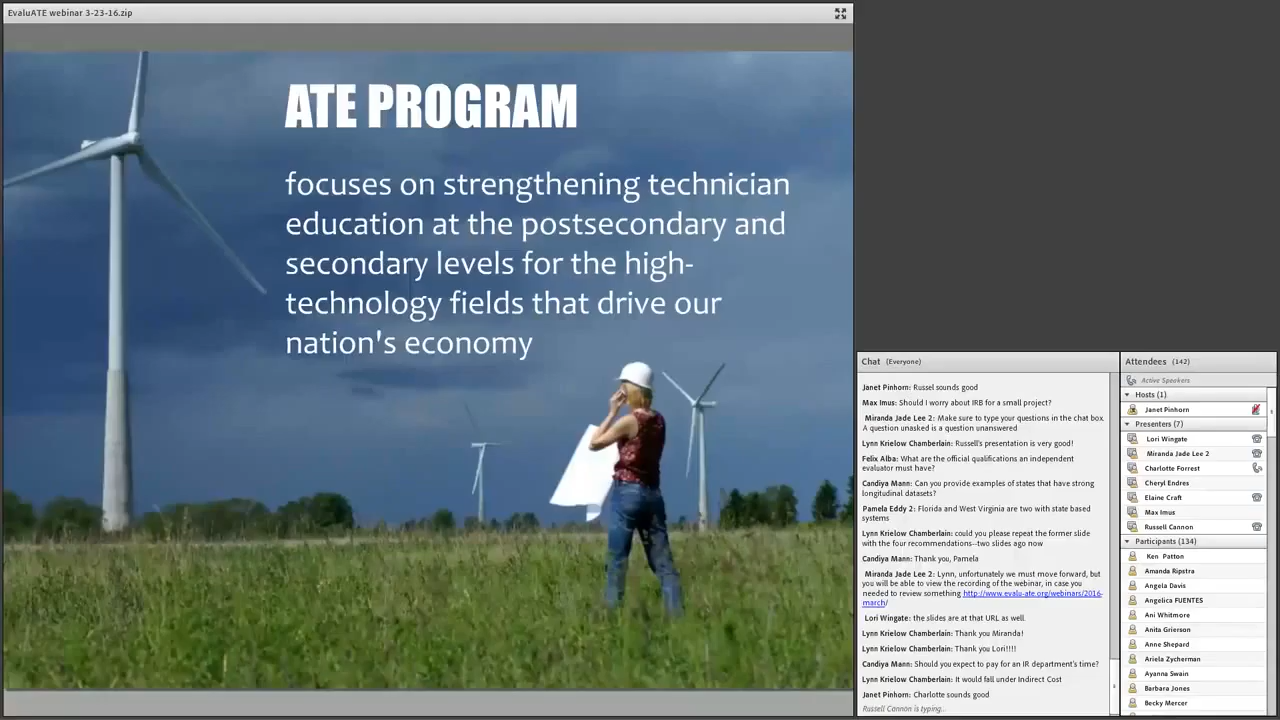 EvaluATE webinar 3-23-16.zip
ATE PROGRAM
focuses on strengthening technician
education at the postsecondary and
secondary levels for the high-
technology fields that drive our
nation's economy
Chat (Everyone)
Janet Pinhorn: Russel sounds good
Max Imus: Should I worry about IRB for a small project?
Miranda Jade Lee 2: Make sure to type your questions in the chat box.
A question unasked is a question unanswered
Lynn Krielow Chamberlain: Russell's presentation is very good!
Felix Alba: What are the official qualifications an independent
evaluator must have?
Candiya Mann: Can you provide examples of states that have strong
longitudinal datasets?
Pamela Eddy 2: Florida and West Virginia are two with state based
systems
Lynn Krielow Chamberlain: could you please repeat the former slide
with the four recommendations--two slides ago now
Candiya Mann: Thank you, Pamela
Miranda Jade Lee 2: Lynn, unfortunately we must move forward, but
you will be able to view the recording of the webinar, in case you
needed to review something http://www.evalu-ate.org/webinars/2016-
march/
Lori Wingate: the slides are at that URL as well.
Lynn Krielow Chamberlain: Thank you Miranda!
Lynn Krielow Chamberlain: Thank you Lori!!!!
Candiya Mann: Should you expect to pay for an IR department's time?
Lynn Krielow Chamberlain: It would fall under Indirect Cost
Janet Pinhorn: Charlotte sounds good
Russell Cannon is typing...
Attendees (142)
Active Speakers
Hosts (1)
Janet Pinhorn
Presenters (7)
Lori Wingate
Miranda Jade Lee 2
Charlotte Forrest
Cheryl Endres
Elaine Craft
Max Imus
Russell Cannon
Participants (134)
Ken Patton
Amanda Ripstra
Angela Davis
Angelica FUENTES
Ani Whitmore
Anita Grierson
Anne Shepard
Ariela Zycherman
Ayanna Swain
Barbara Jones
Becky Mercer